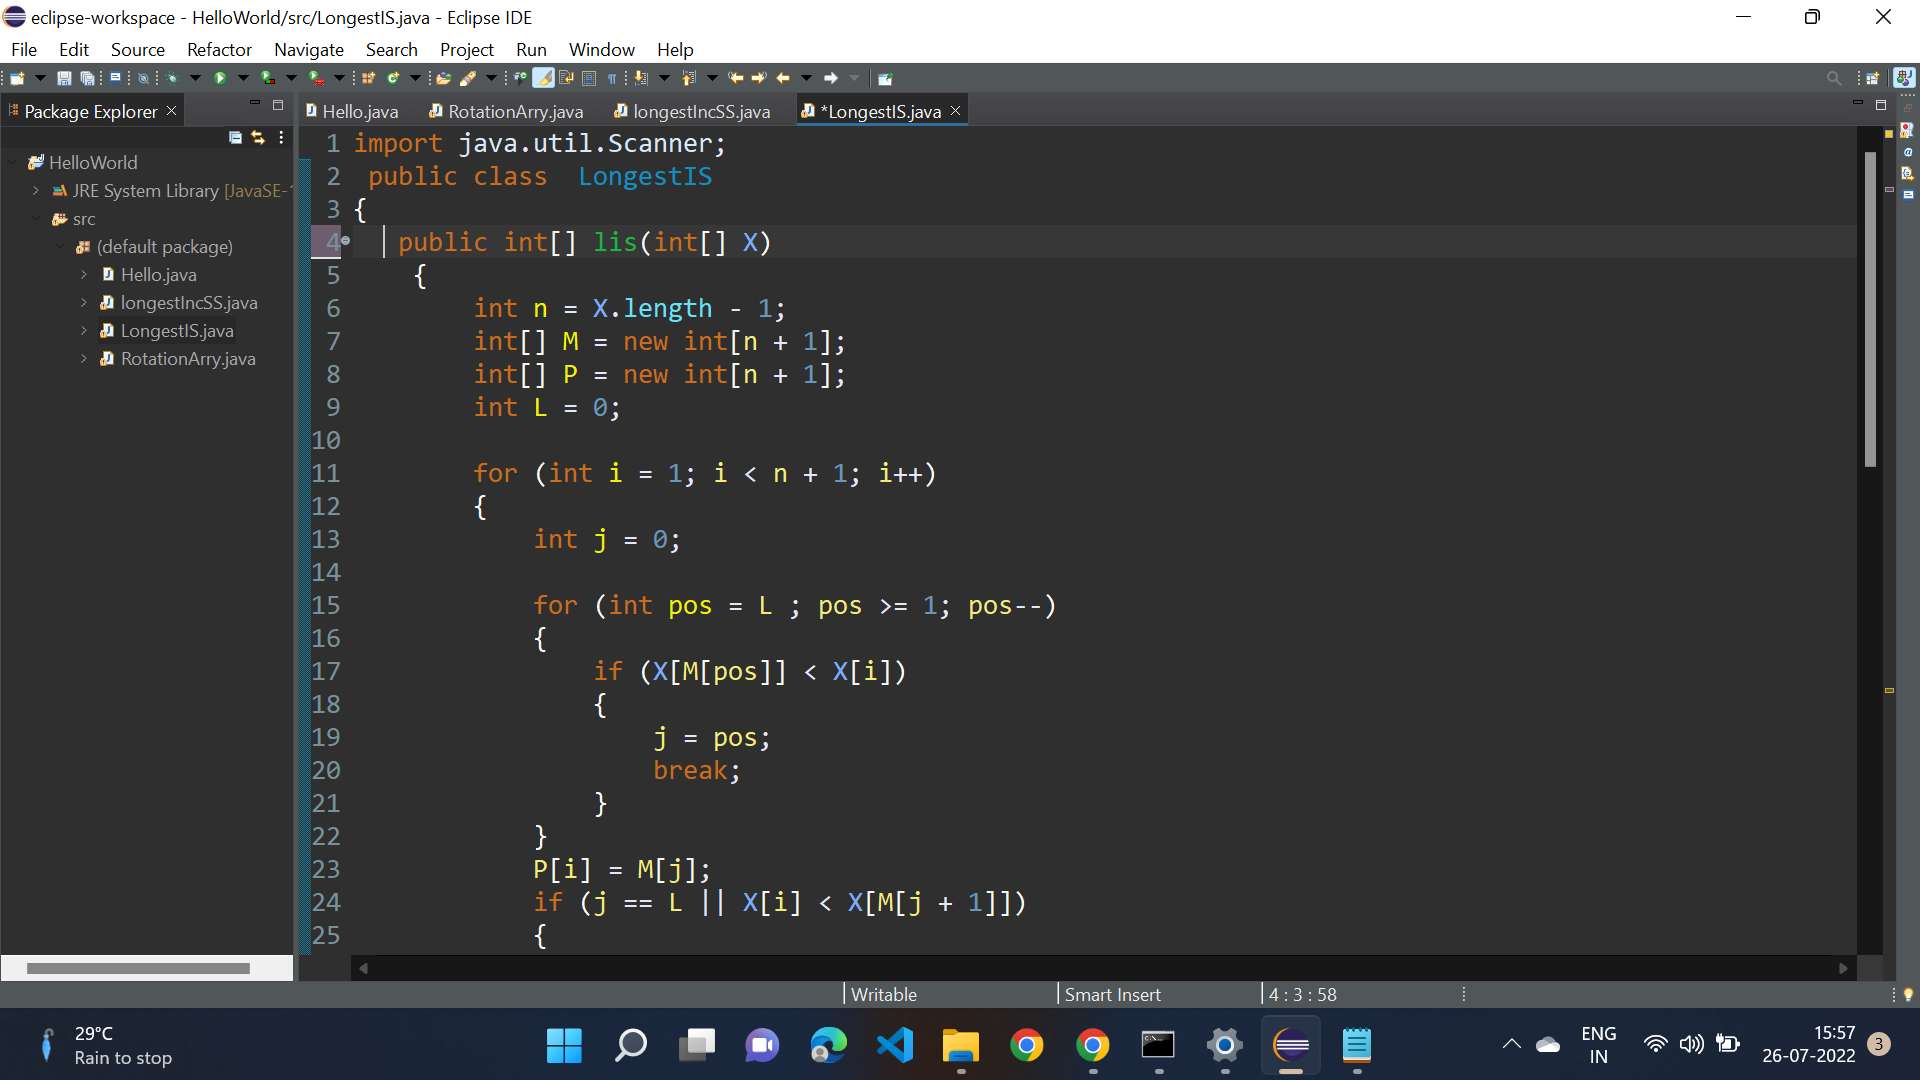 eclipse-workspace - HelloWorld/src/LongestIS.java - Eclipse IDE
File Edit Source Refactor Navigate Search Project Run Window Help
Package Explorer
Hello.java RotationArry.java longestIncSS.java *LongestIS.java
HelloWorld
JRE System Library [JavaSE-
src
(default package)
Hello.java
longestIncSS.java
LongestIS.java
RotationArry.java
1 import java.util.Scanner;
2 public class LongestIS
3 {
4 public int[] lis(int[] X)
5 {
6 int n = X.length - 1;
7 int[] M = new int[n + 1];
8 int[] P = new int[n + 1];
9 int L = 0;
10
11 for (int i = 1; i < n + 1; i++)
12 {
13 int j = 0;
14
15 for (int pos = L ; pos >= 1; pos--)
16 {
17 if (X[M[pos]] < X[i])
18 {
19 j = pos;
20 break;
21 }
22 }
23 P[i] = M[j];
24 if (j == L || X[i] < X[M[j + 1]])
25 {
Writable Smart Insert 4 : 3 : 58
29°C
Rain to stop
ENG
IN
15:57
26-07-2022
3